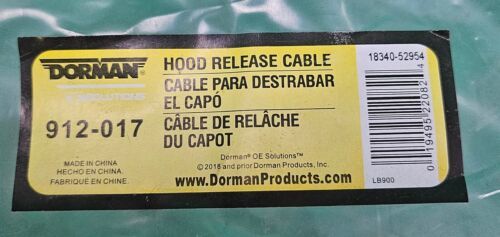 DORMAN®
OE SOLUTIONS
912-017
MADE IN CHINA
HECHO EN CHINA.
FABRIQUÉ EN CHINE.
HOOD RELEASE CABLE
CABLE PARA DESTRABAR
EL CAPÓ
CÂBLE DE RELÂCHE
DU CAPOT
Dorman® OE Solutions™
© 2018 and prior Dorman Products, Inc.
www.DormanProducts.com
18340-52954
0 19495 22082 4
LB900